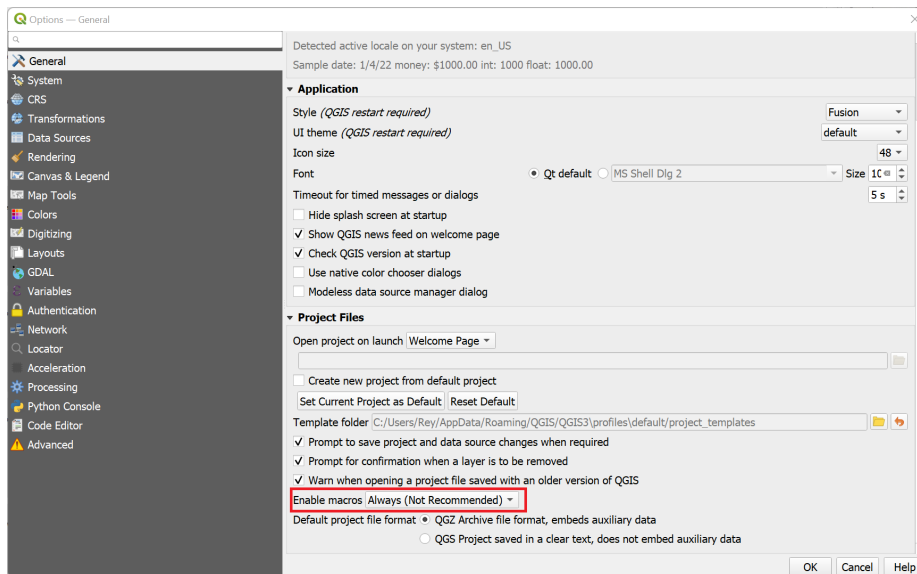 Options — General
General
System
CRS
Transformations
Data Sources
Rendering
Canvas & Legend
Map Tools
Colors
Digitizing
Layouts
GDAL
Variables
Authentication
Network
Locator
Acceleration
Processing
Python Console
Code Editor
Advanced
Detected active locale on your system: en_US
Sample date: 1/4/22 money: $1000.00 int: 1000 float: 1000.00
Application
Style (QGIS restart required) Fusion
UI theme (QGIS restart required) default
Icon size 48
Font Qt default MS Shell Dlg 2 Size 10
Timeout for timed messages or dialogs 5 s
Hide splash screen at startup
Show QGIS news feed on welcome page
Check QGIS version at startup
Use native color chooser dialogs
Modeless data source manager dialog
Project Files
Open project on launch Welcome Page
Create new project from default project
Set Current Project as Default Reset Default
Template folder C:/Users/Rey/AppData/Roaming/QGIS/QGIS3\profiles\default/project_templates
Prompt to save project and data source changes when required
Prompt for confirmation when a layer is to be removed
Warn when opening a project file saved with an older version of QGIS
Enable macros Always (Not Recommended)
Default project file format QGZ Archive file format, embeds auxiliary data
QGS Project saved in a clear text, does not embed auxiliary data
OK Cancel Help